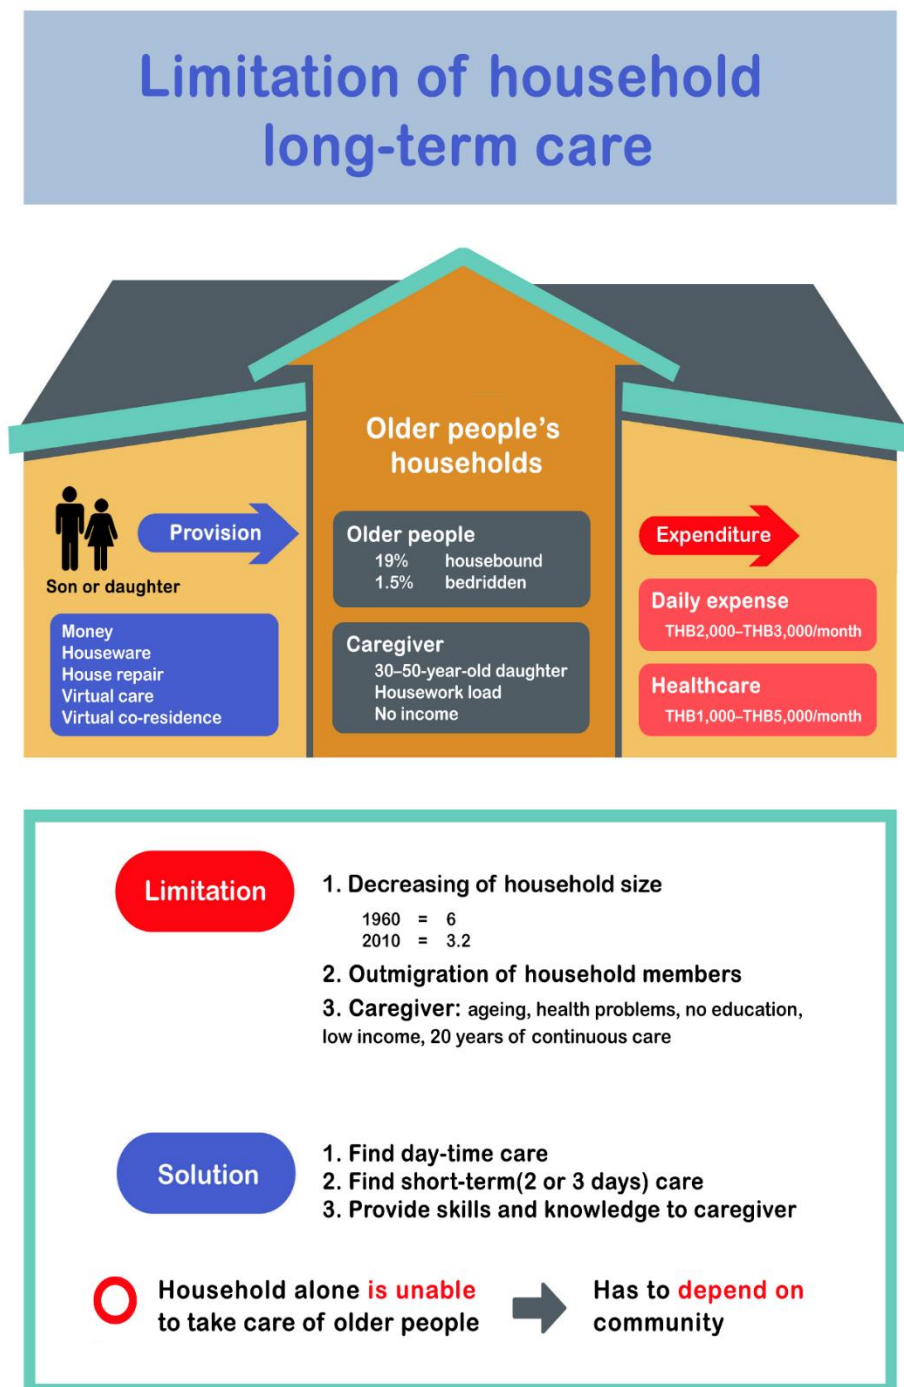 Limitation of household
long-term care
Older people's
households
Provision
Son or daughter
Money
Houseware
House repair
Virtual care
Virtual co-residence
Older people
19% housebound
1.5% bedridden
Caregiver
30–50-year-old daughter
Housework load
No income
Expenditure
Daily expense
THB2,000–THB3,000/month
Healthcare
THB1,000–THB5,000/month
Limitation
1. Decreasing of household size
1960 = 6
2010 = 3.2
2. Outmigration of household members
3. Caregiver: ageing, health problems, no education,
low income, 20 years of continuous care
Solution
1. Find day-time care
2. Find short-term(2 or 3 days) care
3. Provide skills and knowledge to caregiver
Household alone is unable
to take care of older people
Has to depend on
community